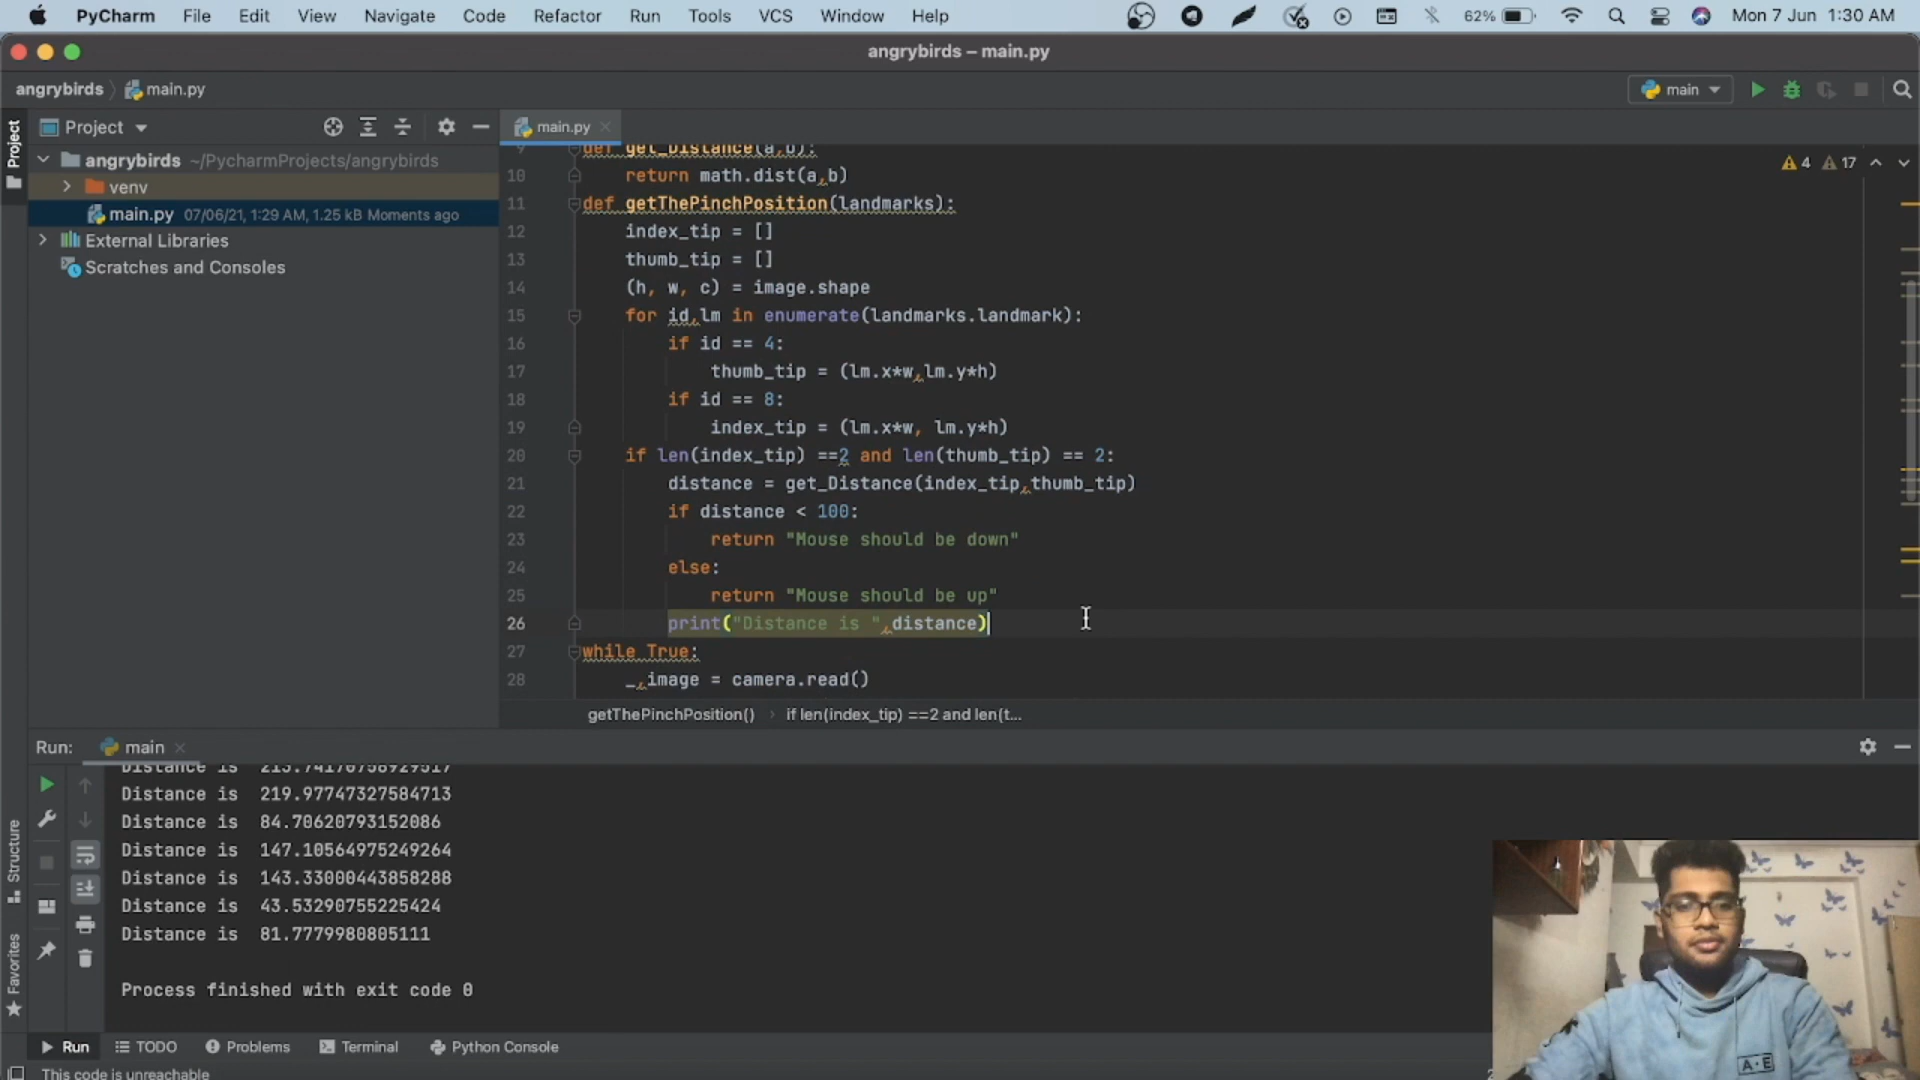 PyCharm File Edit View Navigate Code Refactor Run Tools VCS Window Help 62% Mon 7 Jun 1:30 AM
angrybirds – main.py
angrybirds main.py main
Project
Project
main.py
angrybirds ~/PycharmProjects/angrybirds
venv
main.py 07/06/21, 1:29 AM, 1.25 kB Moments ago
External Libraries
Scratches and Consoles
4 17
9 def get_Distance(a,b):
10 return math.dist(a,b)
11 def getThePinchPosition(landmarks):
12 index_tip = []
13 thumb_tip = []
14 (h, w, c) = image.shape
15 for id,lm in enumerate(landmarks.landmark):
16 if id == 4:
17 thumb_tip = (lm.x*w,lm.y*h)
18 if id == 8:
19 index_tip = (lm.x*w, lm.y*h)
20 if len(index_tip) ==2 and len(thumb_tip) == 2:
21 distance = get_Distance(index_tip,thumb_tip)
22 if distance < 100:
23 return "Mouse should be down"
24 else:
25 return "Mouse should be up"
26 print("Distance is ",distance)
27 while True:
28 _,image = camera.read()
getThePinchPosition() › if len(index_tip) ==2 and len(t...
Run: main
Distance is 213.74170758929517
Distance is 219.97747327584713
Distance is 84.70620793152086
Distance is 147.10564975249264
Distance is 143.33000443858288
Distance is 43.53290755225424
Distance is 81.7779980805111
Process finished with exit code 0
Structure
Favorites
Run TODO Problems Terminal Python Console
This code is unreachable
A·E